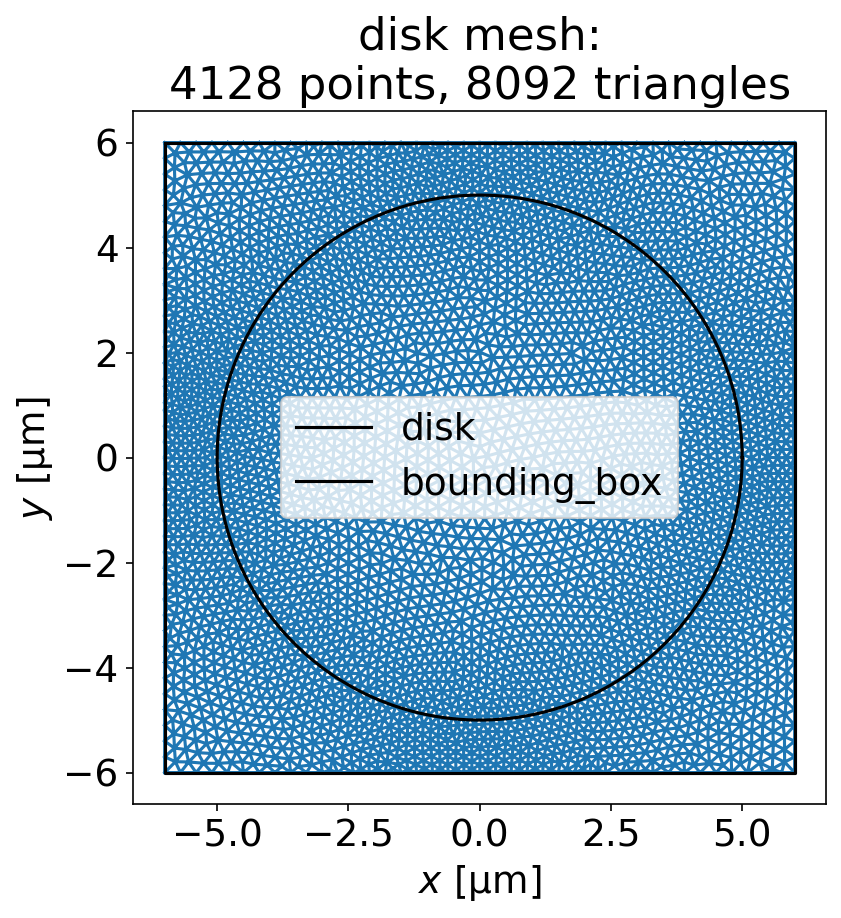 disk mesh:
4128 points, 8092 triangles
6
4
2
0
−2
−4
−6
y [µm]
disk
bounding_box
−5.0 −2.5 0.0 2.5 5.0
x [µm]